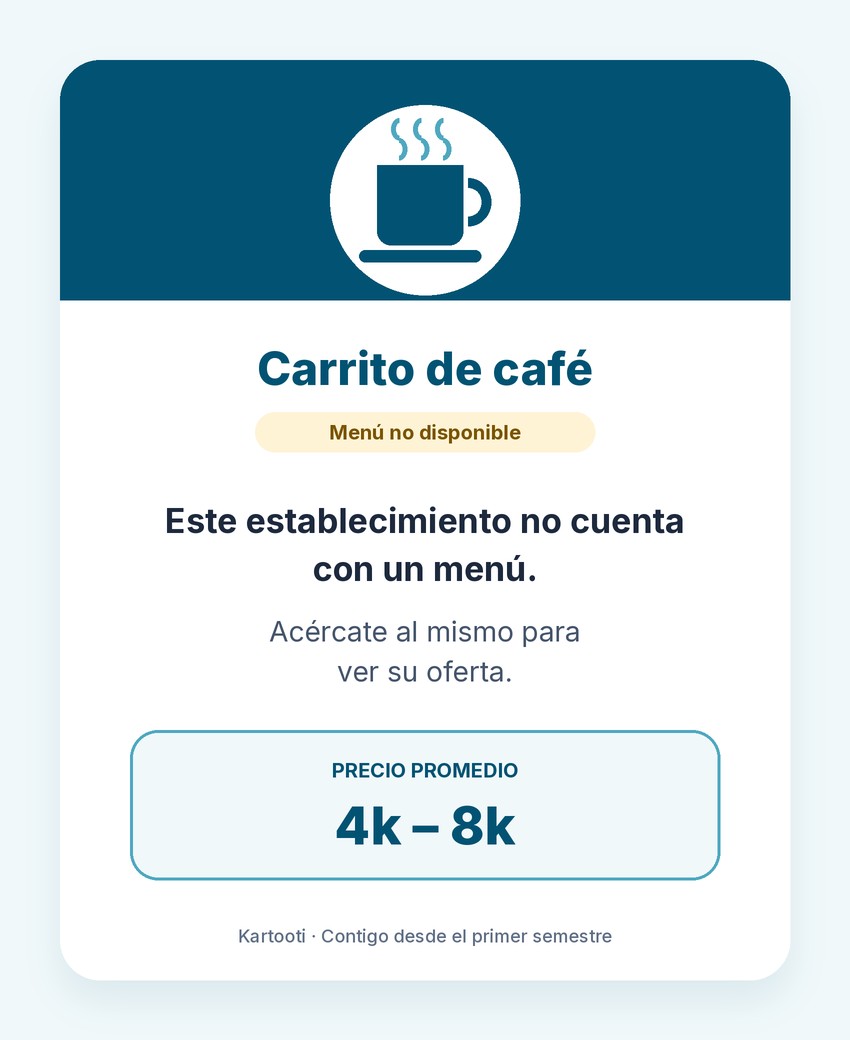 Carrito de café
Menú no disponible
Este establecimiento no cuenta
con un menú.
Acércate al mismo para
ver su oferta.
PRECIO PROMEDIO
4k – 8k
Kartooti · Contigo desde el primer semestre